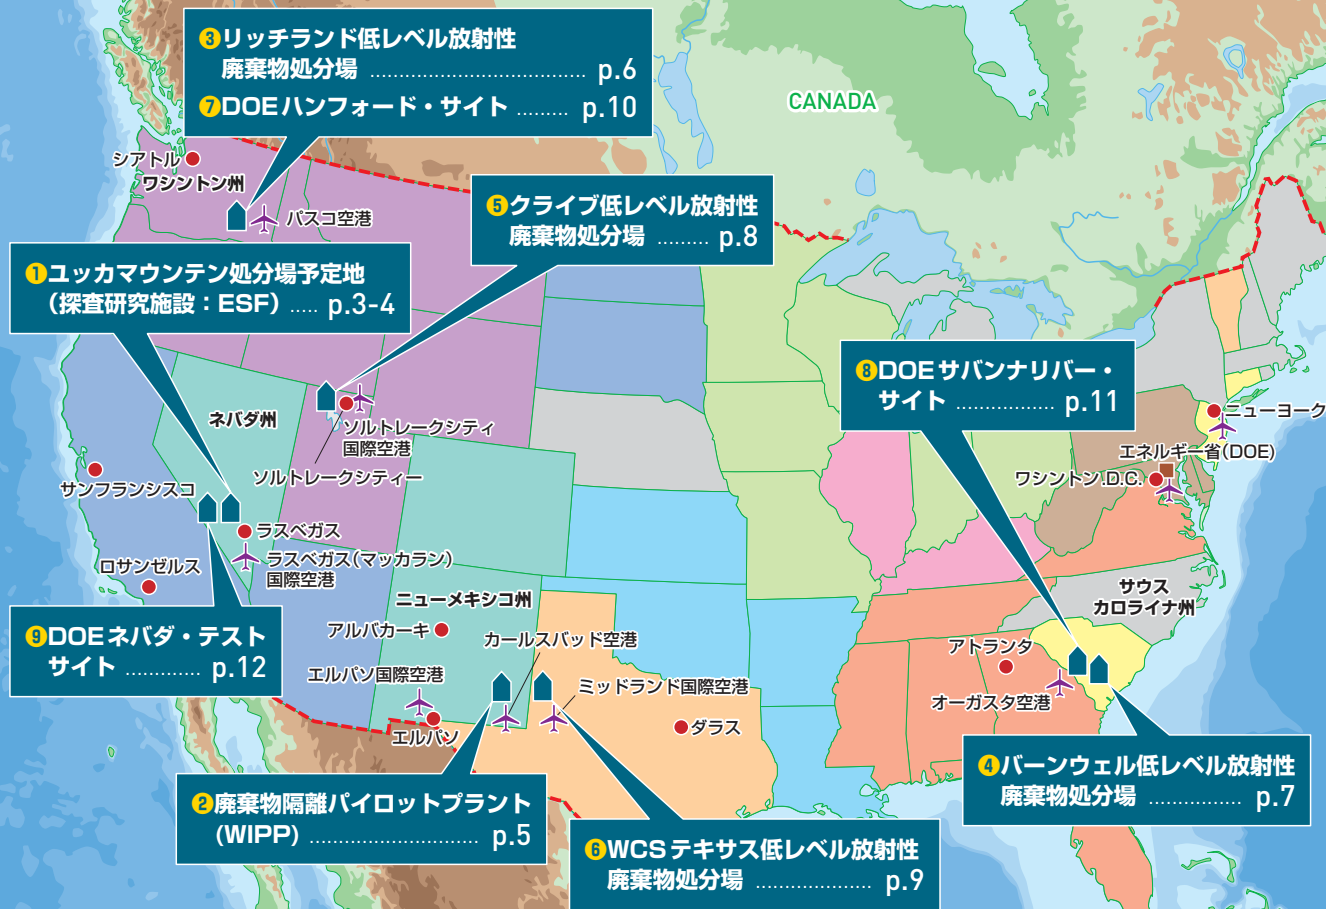 ❸リッチランド低レベル放射性
廃棄物処分場 .................................. p.6
❼DOEハンフォード・サイト ......... p.10
CANADA
シアトル
ワシントン州
パスコ空港
❺クライブ低レベル放射性
廃棄物処分場 ......... p.8
❶ユッカマウンテン処分場予定地
(探査研究施設:ESF)..... p.3-4
❽DOEサバンナリバー・
サイト ................ p.11
ネバダ州
ソルトレークシティ
国際空港
ソルトレークシティー
ニューヨーク
エネルギー省(DOE)
ワシントン.D.C.
サンフランシスコ
ラスベガス
ラスベガス(マッカラン)
国際空港
ロサンゼルス
サウス
カロライナ州
ニューメキシコ州
❾DOEネバダ・テスト
サイト ............. p.12
アルバカーキ
カールスバッド空港
アトランタ
エルパソ国際空港
ミッドランド国際空港
オーガスタ空港
エルパソ
ダラス
❹バーンウェル低レベル放射性
廃棄物処分場 ............... p.7
❷廃棄物隔離パイロットプラント
(WIPP) ............................ p.5
❻WCSテキサス低レベル放射性
廃棄物処分場 ................... p.9